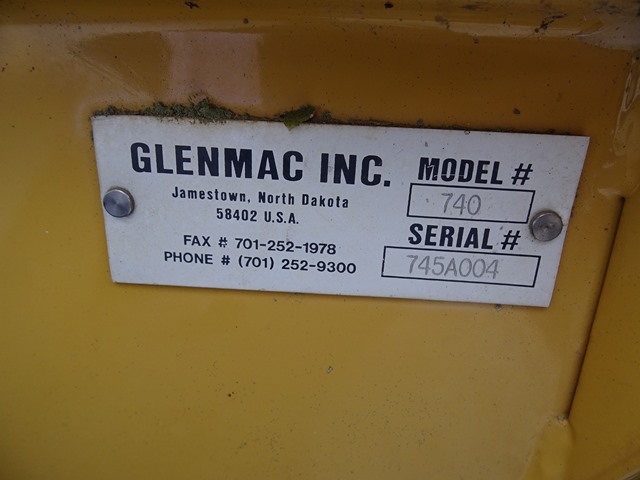 GLENMAC INC.
Jamestown, North Dakota
58402 U.S.A.
FAX # 701-252-1978
PHONE # (701) 252-9300
MODEL #
740
SERIAL #
745A004